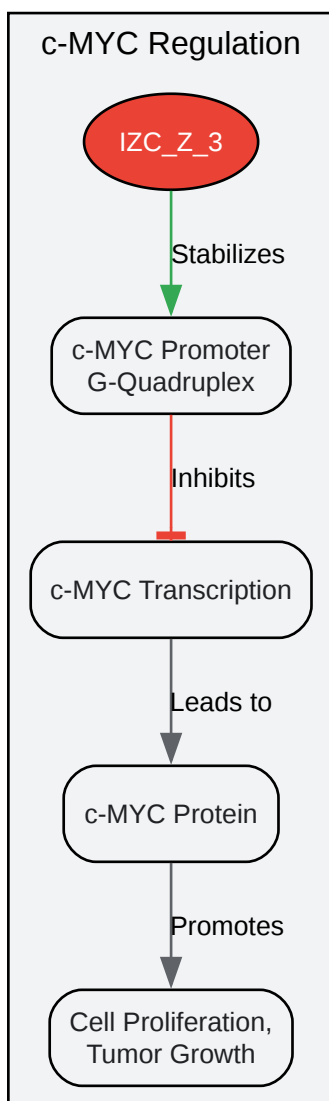 c-MYC Regulation
IZC_Z_3
Stabilizes
c-MYC Promoter
G-Quadruplex
Inhibits
c-MYC Transcription
Leads to
c-MYC Protein
Promotes
Cell Proliferation,
Tumor Growth